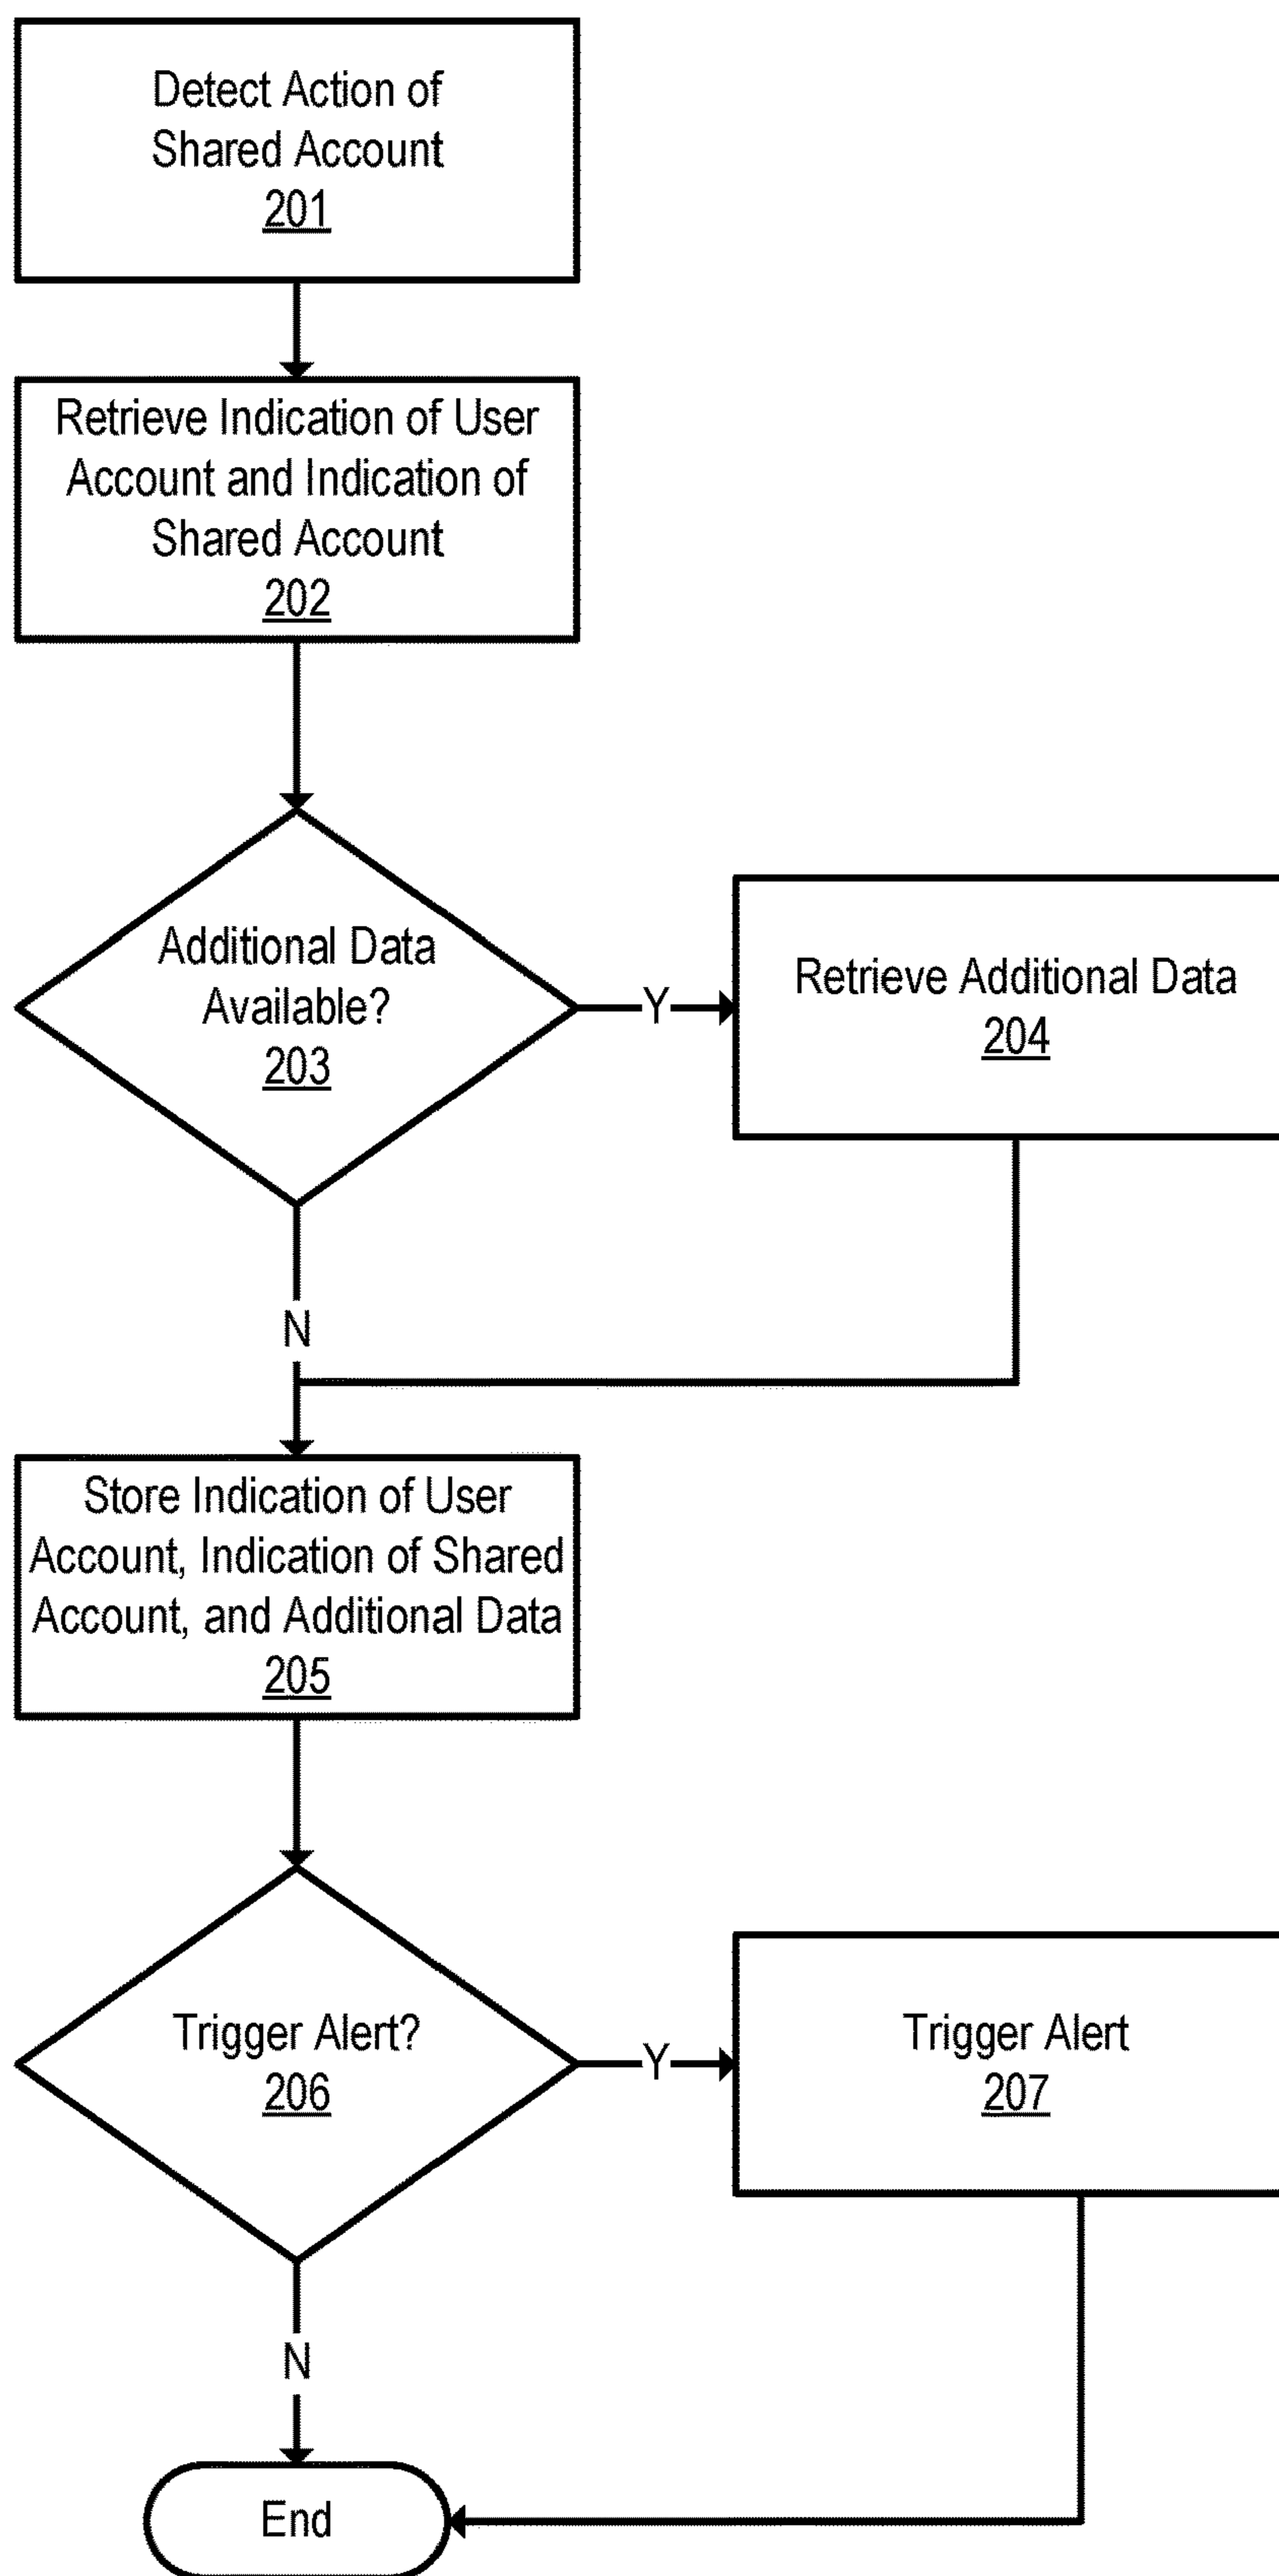 Detect Action of
Shared Account
201
Retrieve Indication of User
Account and Indication of
Shared Account
202
Additional Data
Available?
203
Y
Retrieve Additional Data
204
N
Store Indication of User
Account, Indication of Shared
Account, and Additional Data
205
Trigger Alert?
206
Y
Trigger Alert
207
N
End